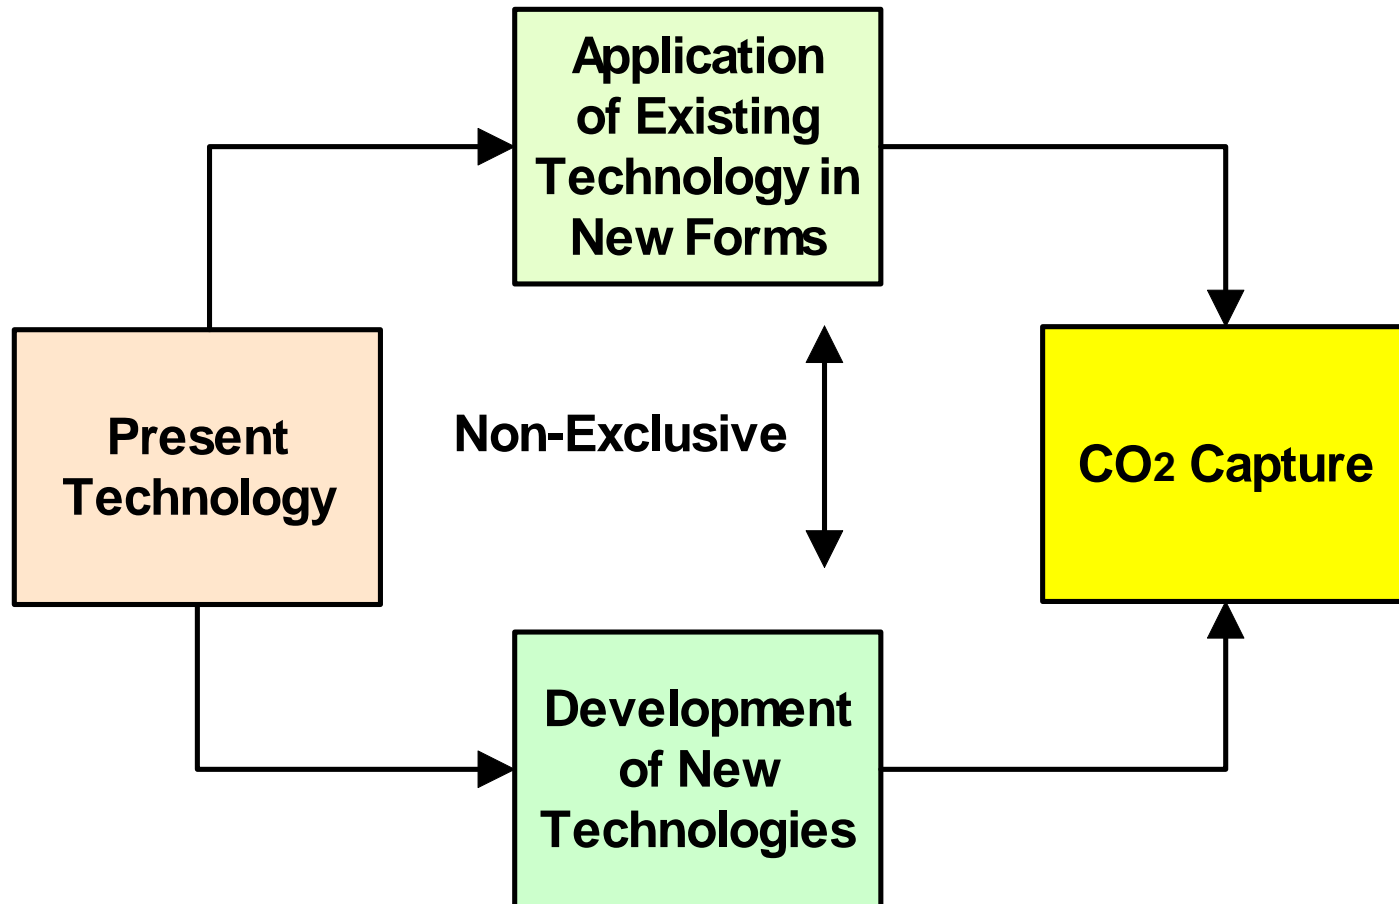 Application
of Existing
Technology in
New Forms
Present
Technology
Non-Exclusive
CO2 Capture
Development
of New
Technologies